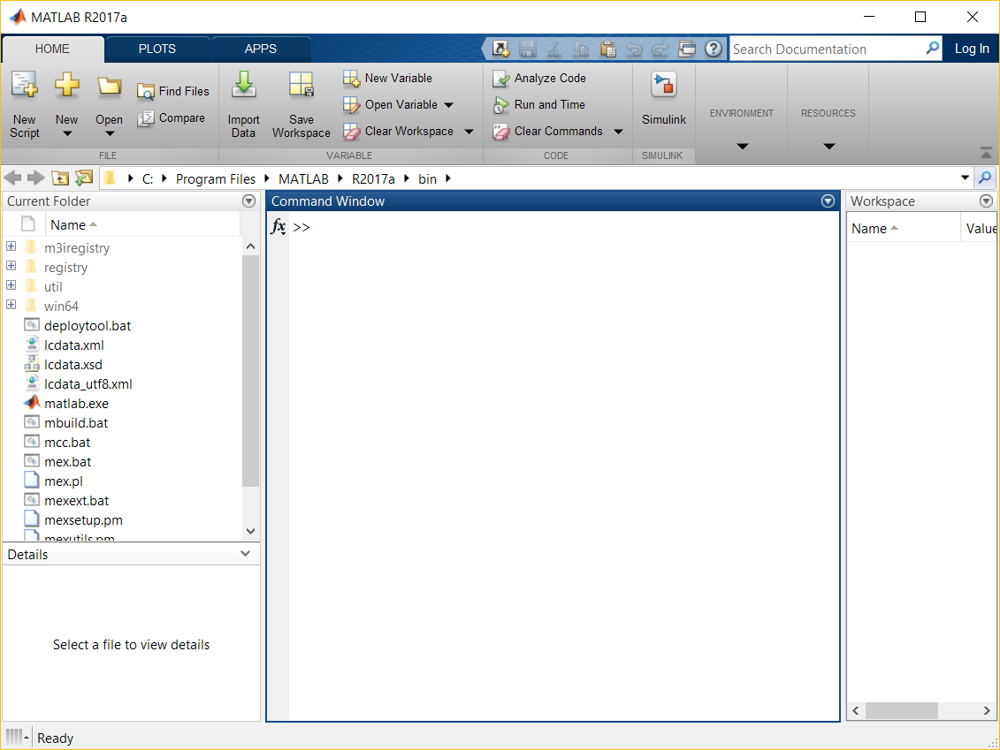 MATLAB R2017a
HOME PLOTS APPS
Search Documentation
Log In
New Script
New
Open
Find Files
Compare
FILE
Import Data
Save Workspace
New Variable
Open Variable
Clear Workspace
VARIABLE
Analyze Code
Run and Time
Clear Commands
CODE
Simulink
SIMULINK
ENVIRONMENT
RESOURCES
C: Program Files MATLAB R2017a bin
Current Folder
Name
m3iregistry
registry
util
win64
deploytool.bat
lcdata.xml
lcdata.xsd
lcdata_utf8.xml
matlab.exe
mbuild.bat
mcc.bat
mex.bat
mex.pl
mexext.bat
mexsetup.pm
mexutils.pm
Details
Select a file to view details
Command Window
fx >>
Workspace
Name Value
Ready